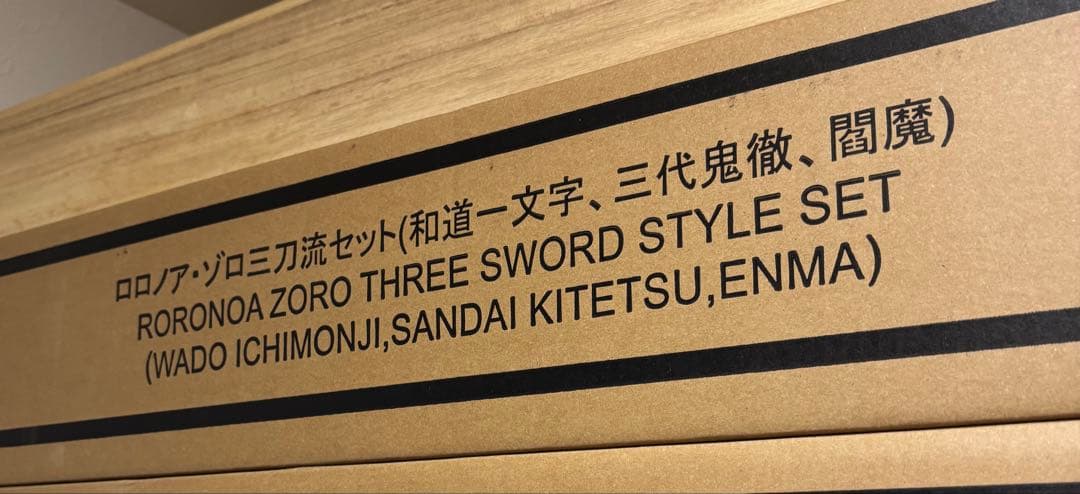 ロロノア・ゾロ三刀流セット(和道一文字、三代鬼徹、閻魔)
RORONOA ZORO THREE SWORD STYLE SET
(WADO ICHIMONJI,SANDAI KITETSU,ENMA)